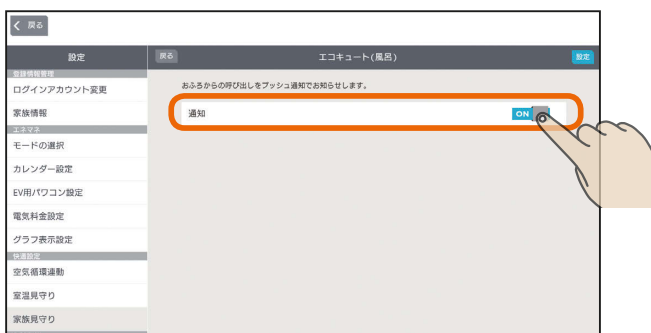 戻る
設定
戻る
エコキュート(風呂)
設定
登録情報管理
ログインアカウント変更
家族情報
エネマネ
モードの選択
カレンダー設定
EV用パワコン設定
電気料金設定
グラフ表示設定
快適設定
空気循環連動
室温見守り
家族見守り
おふろからの呼び出しをプッシュ通知でお知らせします。
通知
ON